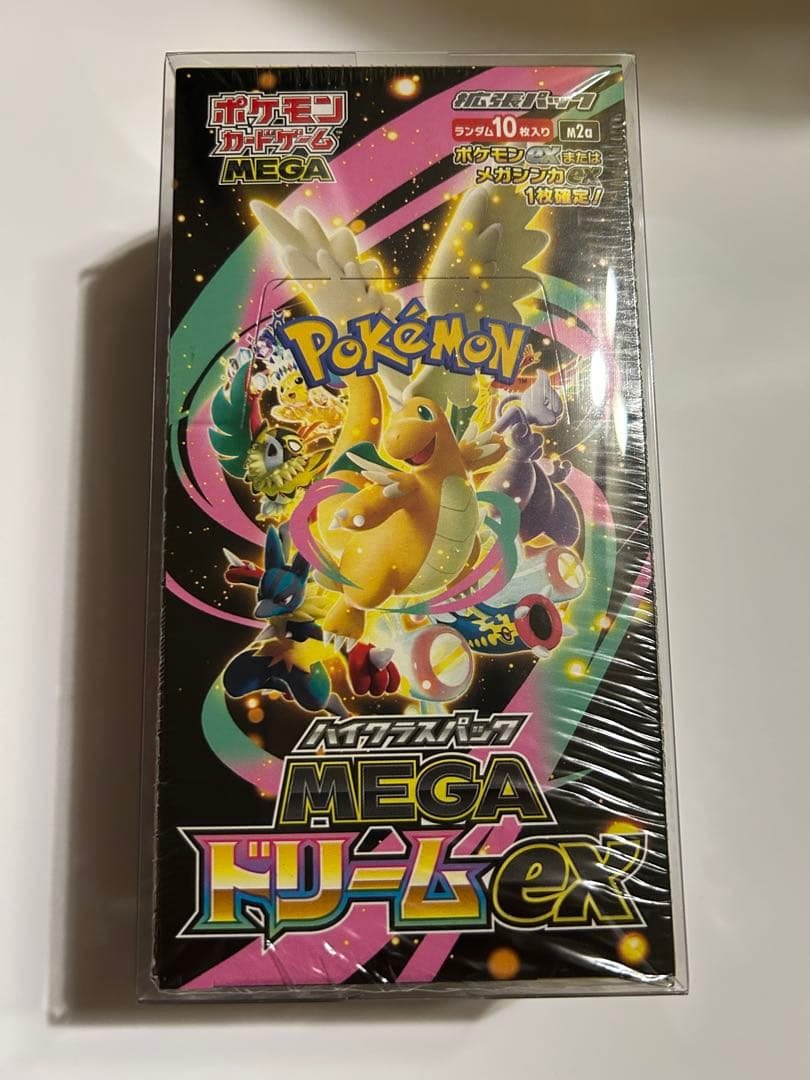 ポケモン
カードゲーム
MEGA
拡張パック
ランダム10枚入り
M2a
ポケモンexまたは
メガシンカex
1枚確定!
POKéMON
TM
ハイクラスパック
MEGA
ドリームex